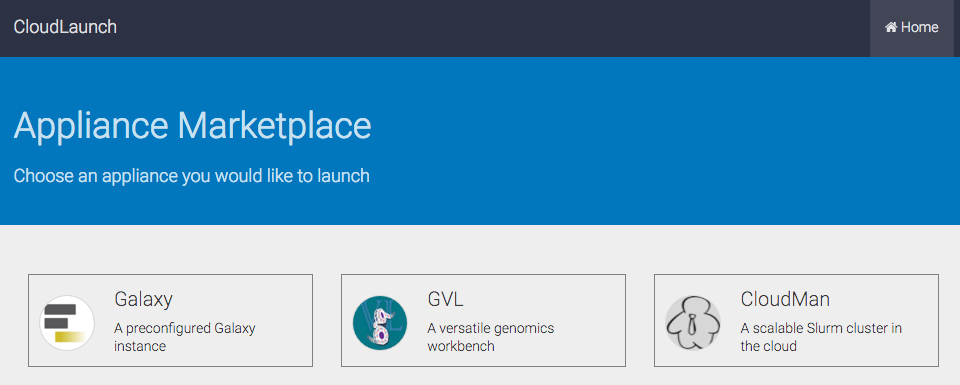 CloudLaunch
Home
Appliance Marketplace
Choose an appliance you would like to launch
Galaxy
A preconfigured Galaxy
instance
GVL
A versatile genomics
workbench
CloudMan
A scalable Slurm cluster in
the cloud